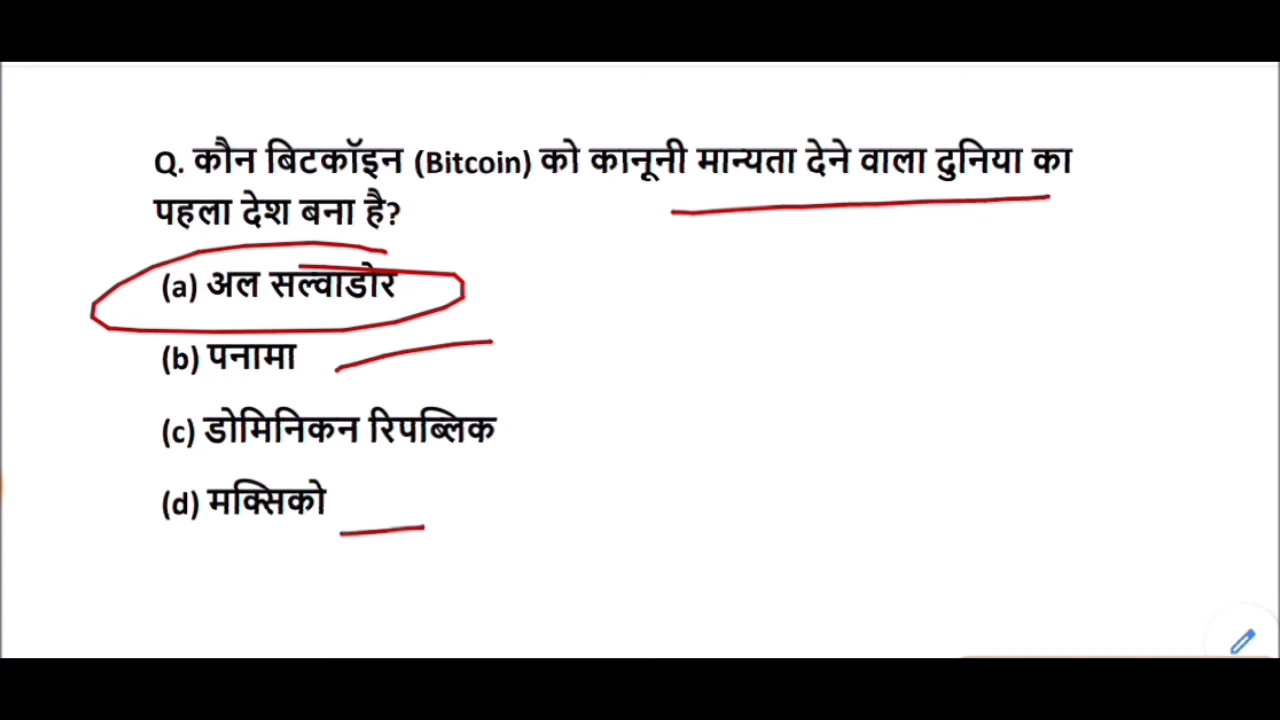 Q. कौन बिटकॉइन (Bitcoin) को कानूनी मान्यता देने वाला दुनिया का
पहला देश बना है?
(a) अल सल्वाडोर
(b) पनामा
(c) डोमिनिकन रिपब्लिक
(d) मक्सिको